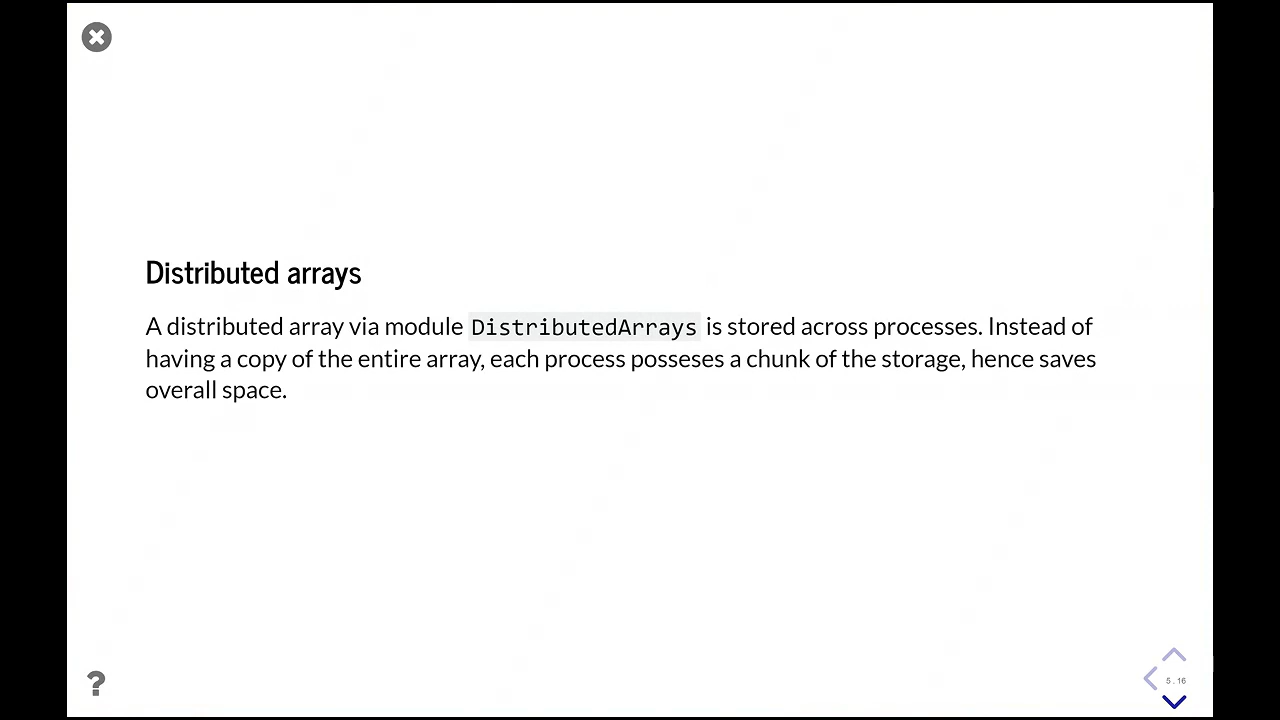 Distributed arrays
A distributed array via module DistributedArrays is stored across processes. Instead of
having a copy of the entire array, each process posseses a chunk of the storage, hence saves
overall space.
?
5.16